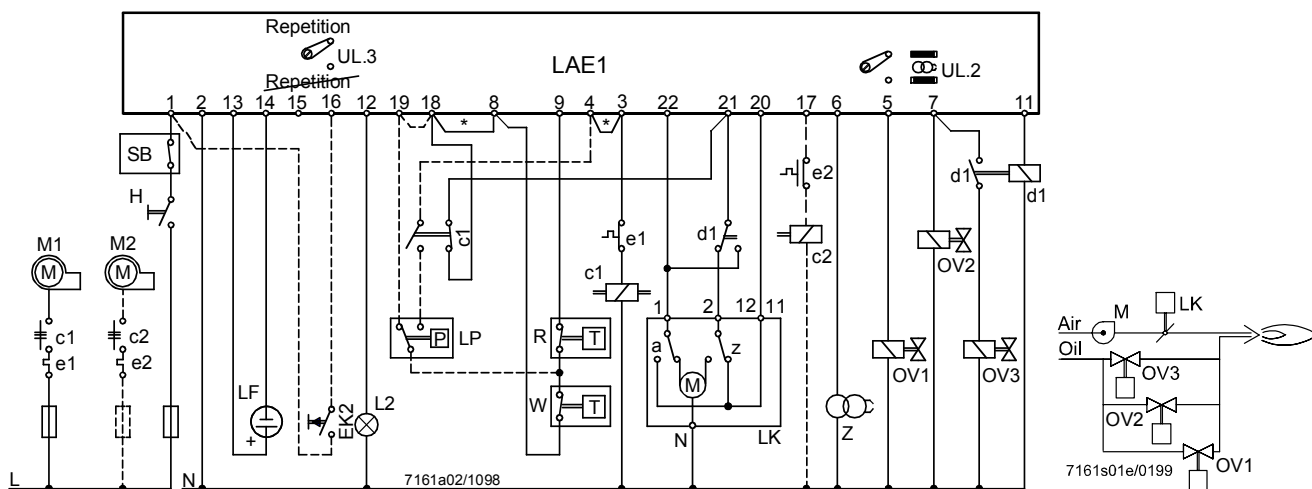 Repetition
UL.3
LAE1
UL.2
Repetition
1 2 13 14 15 16 12 19 18 8 9 4 3 22 21 20 17 6 5 7 11
* *
SB
H
e2
d1 d1
c1
e1
d1
c1
c2
OV2
M1 M2
M M
1 2 12 11
LK
M
Air
Oil
c1 c2
P LP
R T
a z
e1 e2
M
OV1 OV3
OV3
LF
+
EK2
L2
W T
N LK
Z
OV2
OV1
L
N
7161a02/1098
7161s01e/0199